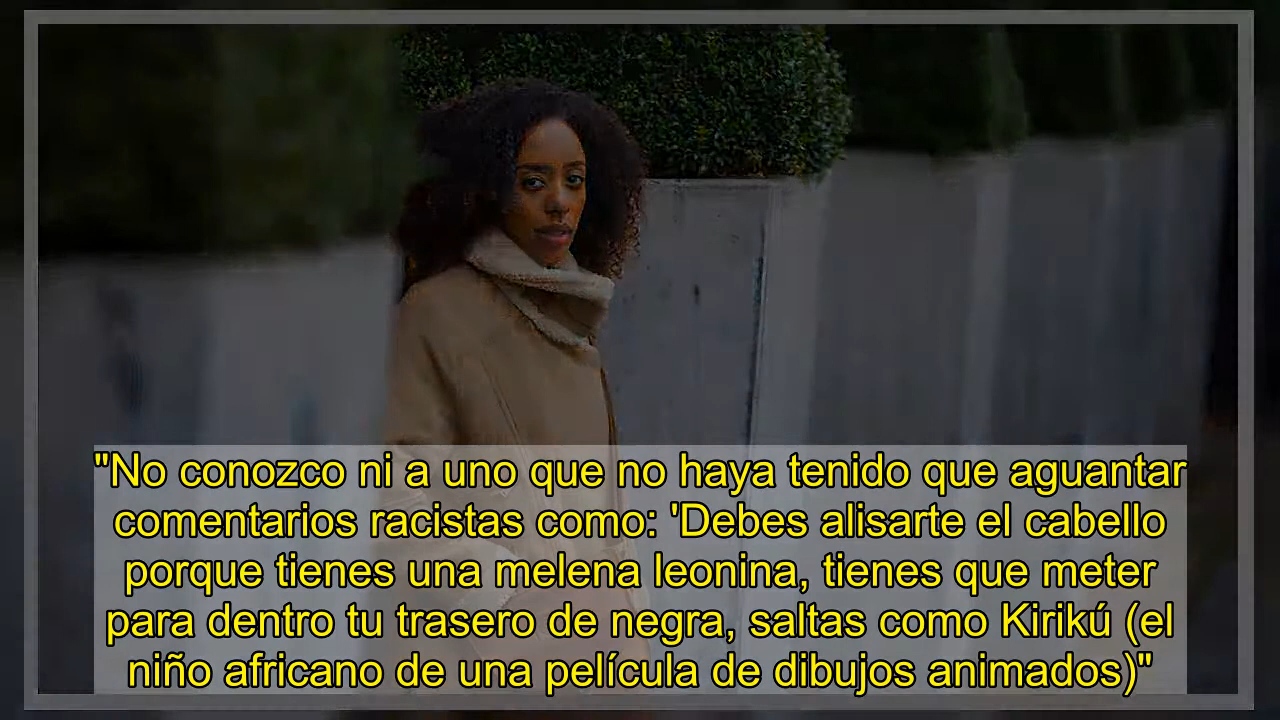 "No conozco ni a uno que no haya tenido que aguantar
comentarios racistas como: 'Debes alisarte el cabello
porque tienes una melena leonina, tienes que meter
para dentro tu trasero de negra, saltas como Kirikú (el
niño africano de una película de dibujos animados)"